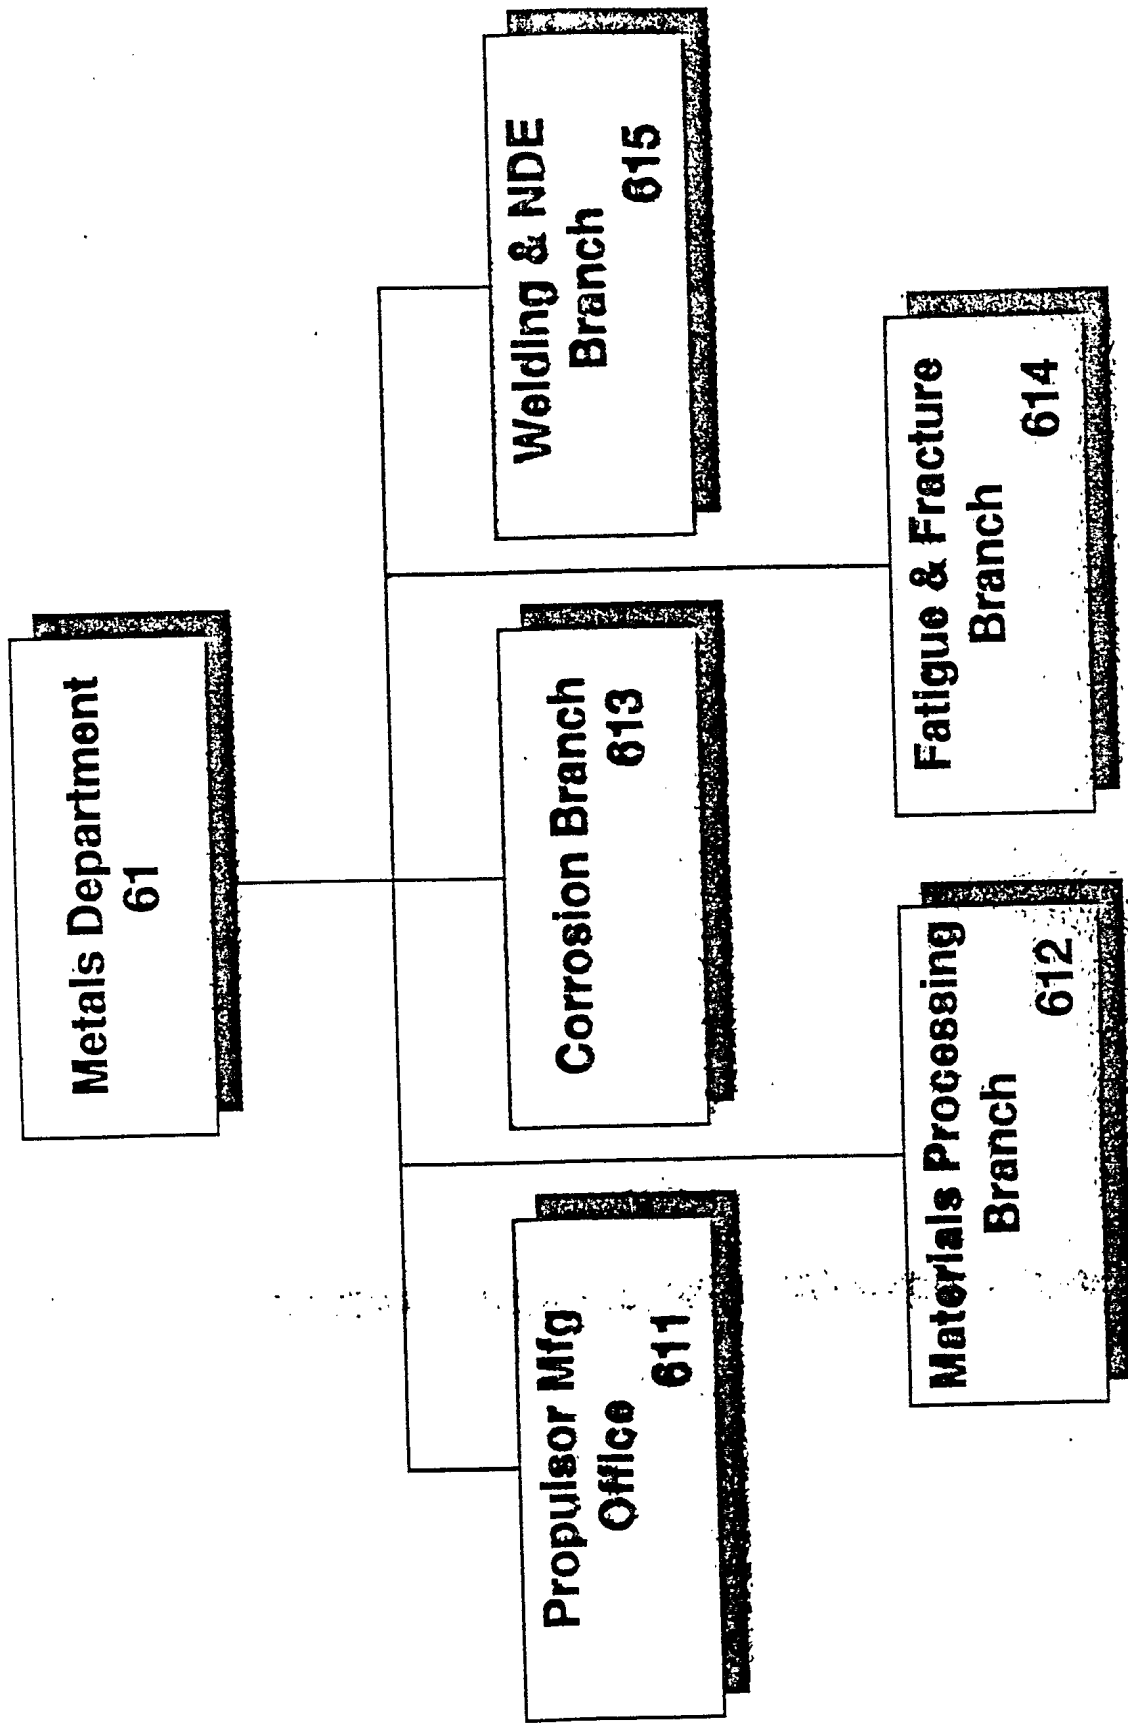 Metals Department
61
Propulsor Mfg
Office
611
Corrosion Branch
613
Welding & NDE
Branch
615
Materials Processing
Branch
612
Fatigue & Fracture
Branch
614